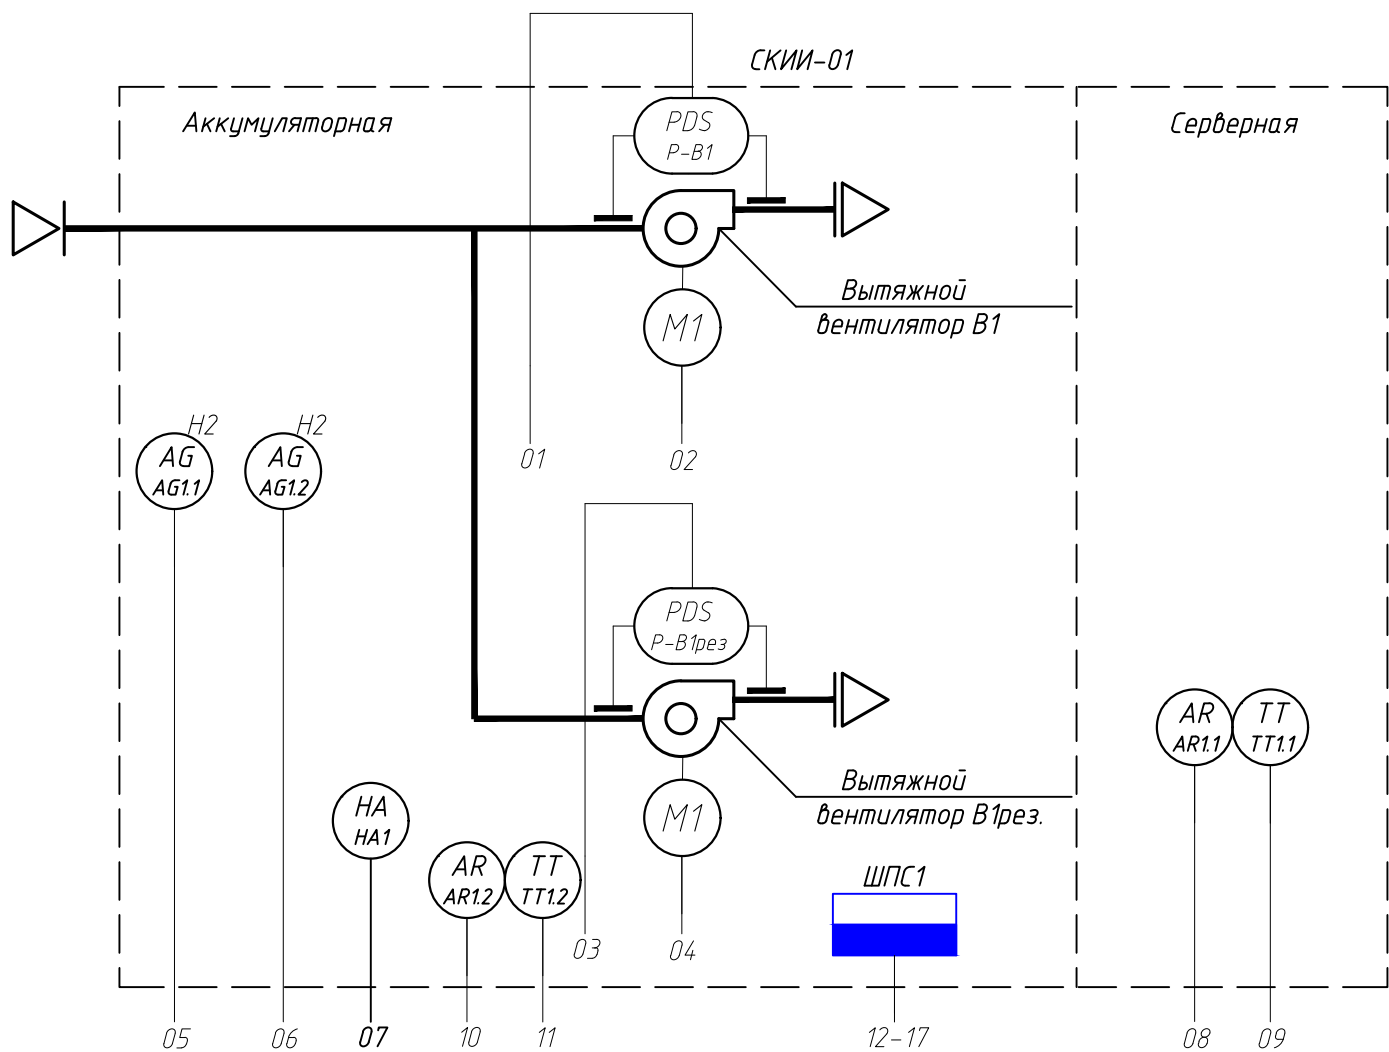 СКИИ-01
Аккумуляторная
Серверная
PDS
P-B1
Вытяжной
вентилятор В1
M1
H2
AG
AG1.1
H2
AG
AG1.2
01
02
PDS
P-B1рез
Вытяжной
вентилятор В1рез.
M1
AR
AR1.1
TT
TT1.1
HA
HA1
AR
AR1.2
TT
TT1.2
ШПС1
03
04
05
06
07
10
11
12-17
08
09